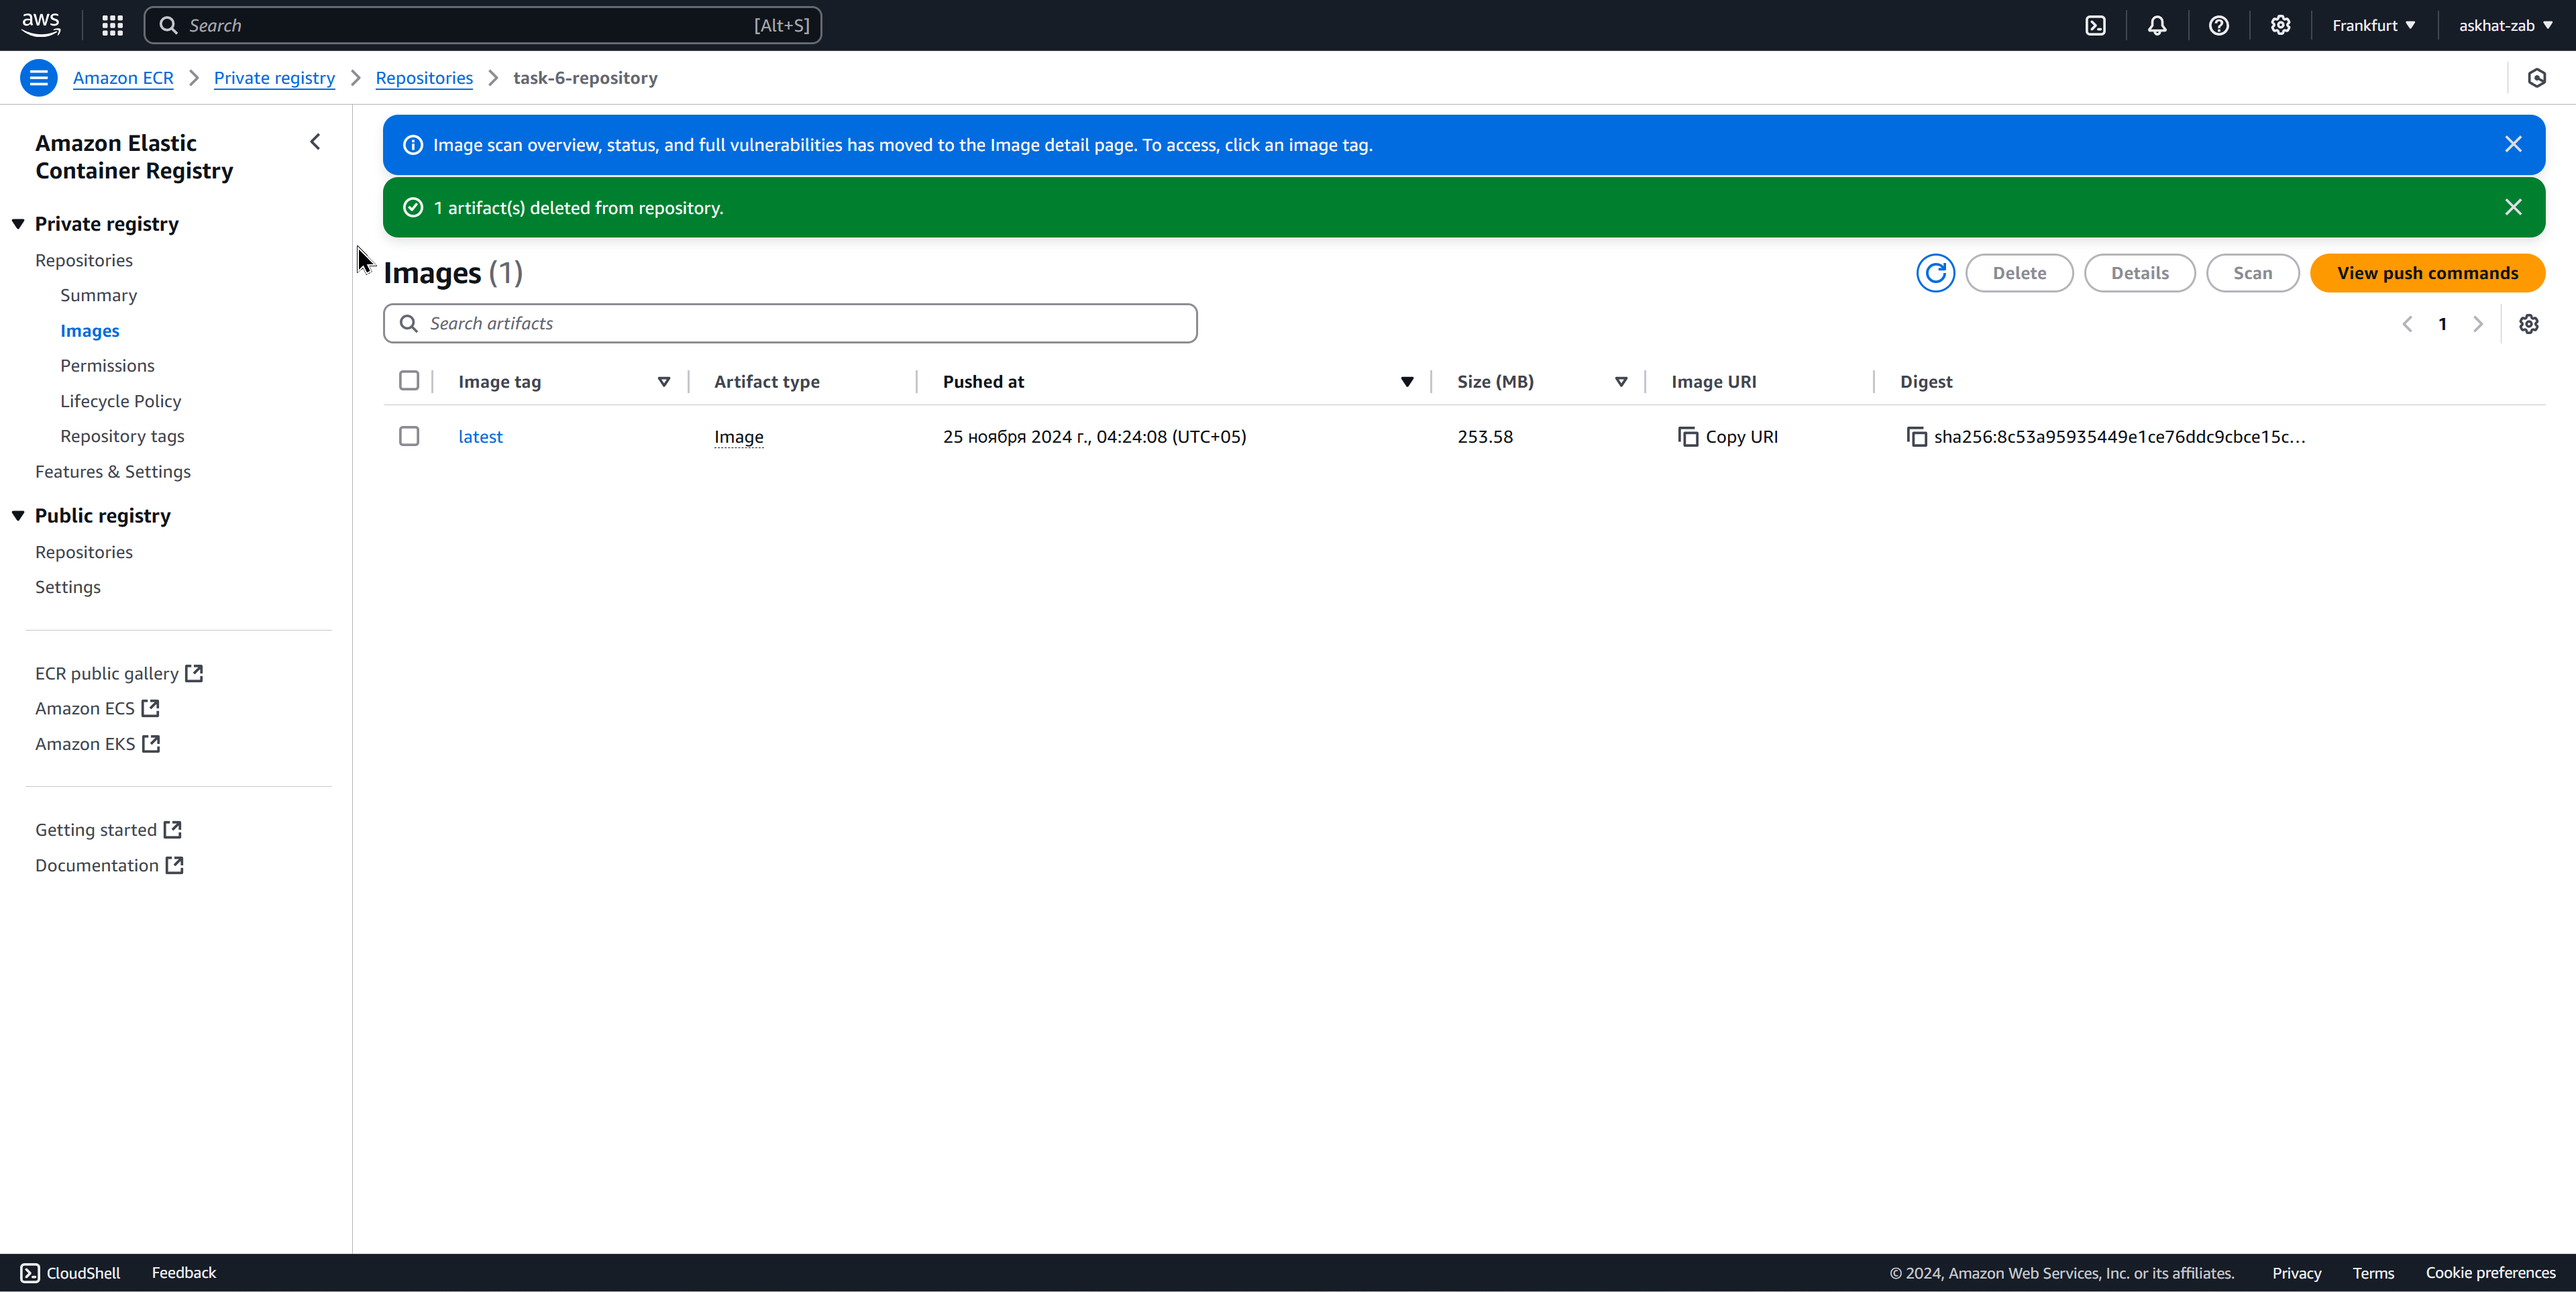 aws
Search [Alt+S]
Frankfurt
askhat-zab
Amazon ECR
Private registry
Repositories
task-6-repository
Amazon Elastic
Container Registry
Private registry
Repositories
Summary
Images
Permissions
Lifecycle Policy
Repository tags
Features & Settings
Public registry
Repositories
Settings
ECR public gallery
Amazon ECS
Amazon EKS
Getting started
Documentation
Image scan overview, status, and full vulnerabilities has moved to the Image detail page. To access, click an image tag.
1 artifact(s) deleted from repository.
Images (1)
Delete
Details
Scan
View push commands
Search artifacts
1
Image tag
Artifact type
Pushed at
Size (MB)
Image URI
Digest
latest
Image
25 ноября 2024 г., 04:24:08 (UTC+05)
253.58
Copy URI
sha256:8c53a95935449e1ce76ddc9cbce15c...
CloudShell
Feedback
© 2024, Amazon Web Services, Inc. or its affiliates.
Privacy
Terms
Cookie preferences